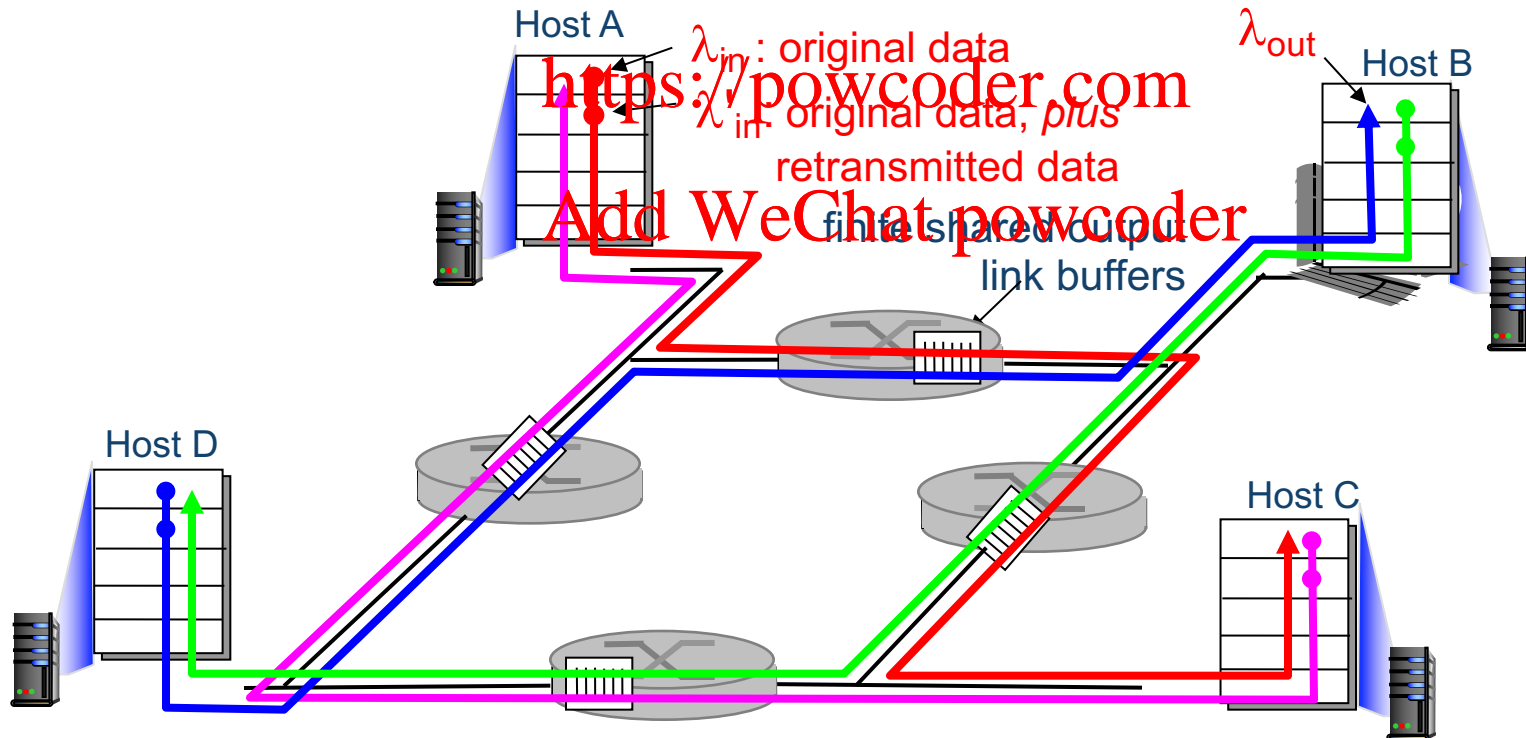 Host A
λin : original data
λout
Host B
https://powcoder.com
λ'in: original data, plus
retransmitted data
Add WeChat powcoder
finite shared output
link buffers
Host D
Host C